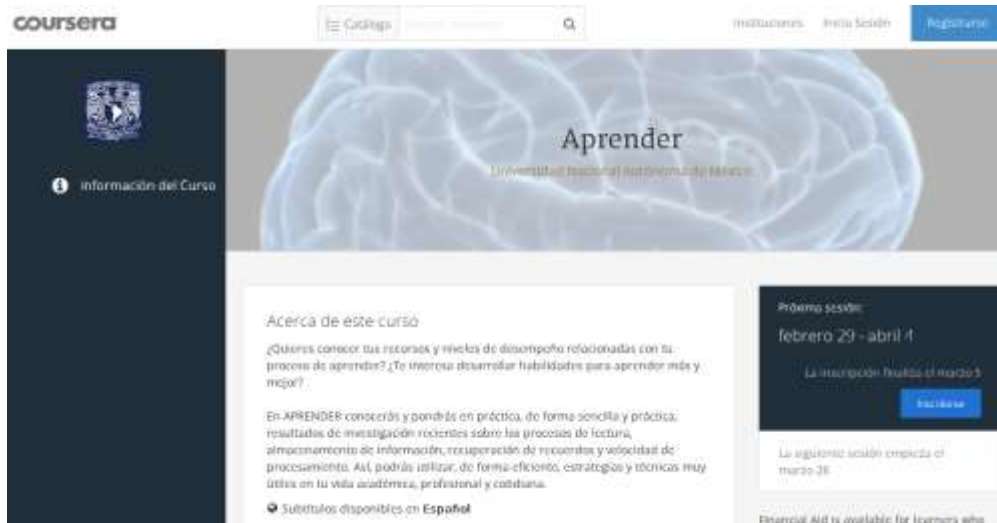 coursera
Catálogo
Instituciones Inicia Sesión Registrarse
Aprender
Universidad Nacional Autónoma de México
Información del Curso
Acerca de este curso
¿Quieres conocer tus recursos y niveles de desempeño relacionadas con tu
proceso de aprender? ¿Te interesa desarrollar habilidades para aprender más y
mejor?
En APRENDER conocerás y pondrás en práctica, de forma sencilla y práctica,
resultados de investigación recientes sobre los procesos de lectura,
almacenamiento de información, recuperación de recuerdos y velocidad de
procesamiento. Así, podrás utilizar, de forma eficiente, estrategias y técnicas muy
útiles en tu vida académica, profesional y cotidiana.
Subtítulos disponibles en Español
Próxima sesión:
febrero 29 - abril 4
La inscripción finaliza el marzo 5
Inscribirse
La siguiente sesión empieza el
marzo 28
Financial Aid is available for learners who